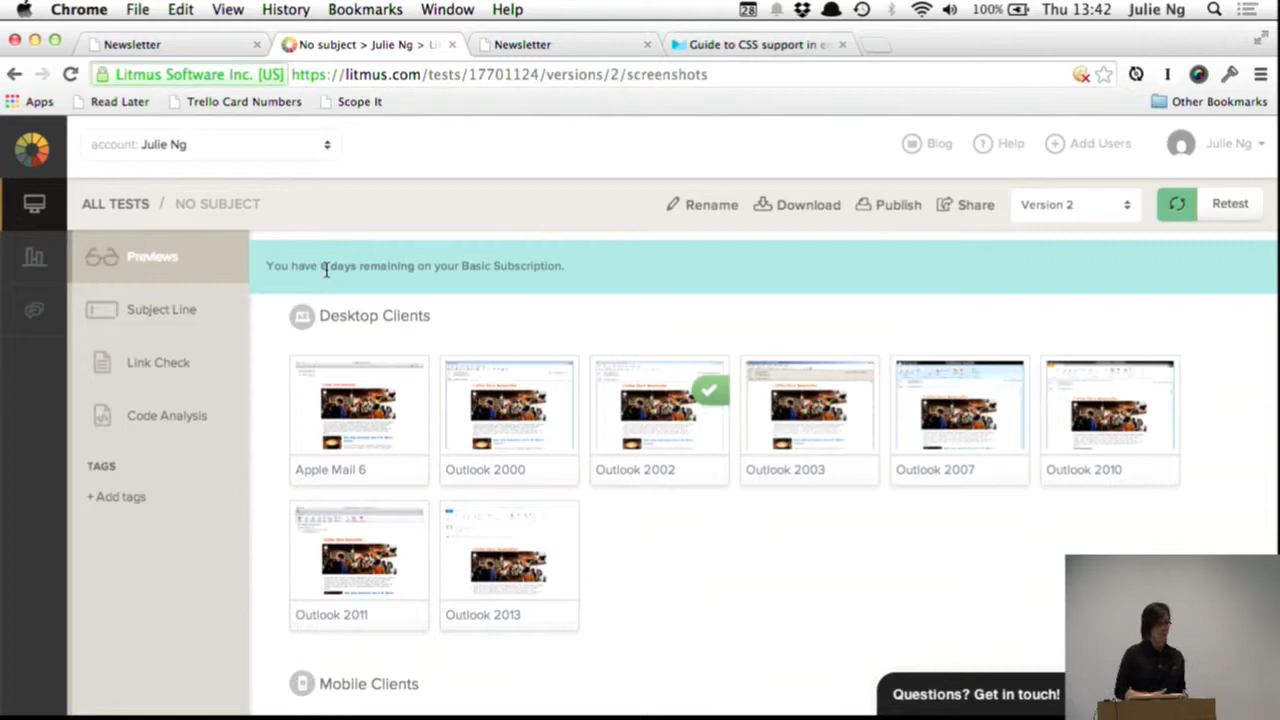 Chrome File Edit View History Bookmarks Window Help 28 100% Thu 13:42 Julie Ng
Newsletter No subject > Julie Ng > Li Newsletter Guide to CSS support in e
Litmus Software Inc. [US] https://litmus.com/tests/17701124/versions/2/screenshots
Apps Read Later Trello Card Numbers Scope It Other Bookmarks
account: Julie Ng Blog Help Add Users Julie Ng
ALL TESTS / NO SUBJECT Rename Download Publish Share Version 2 Retest
Previews
You have days remaining on your Basic Subscription.
Subject Line
Link Check
Code Analysis
TAGS
+ Add tags
Desktop Clients
Apple Mail 6 Outlook 2000 Outlook 2002 Outlook 2003 Outlook 2007 Outlook 2010
Outlook 2011 Outlook 2013
Mobile Clients
Questions? Get in touch!